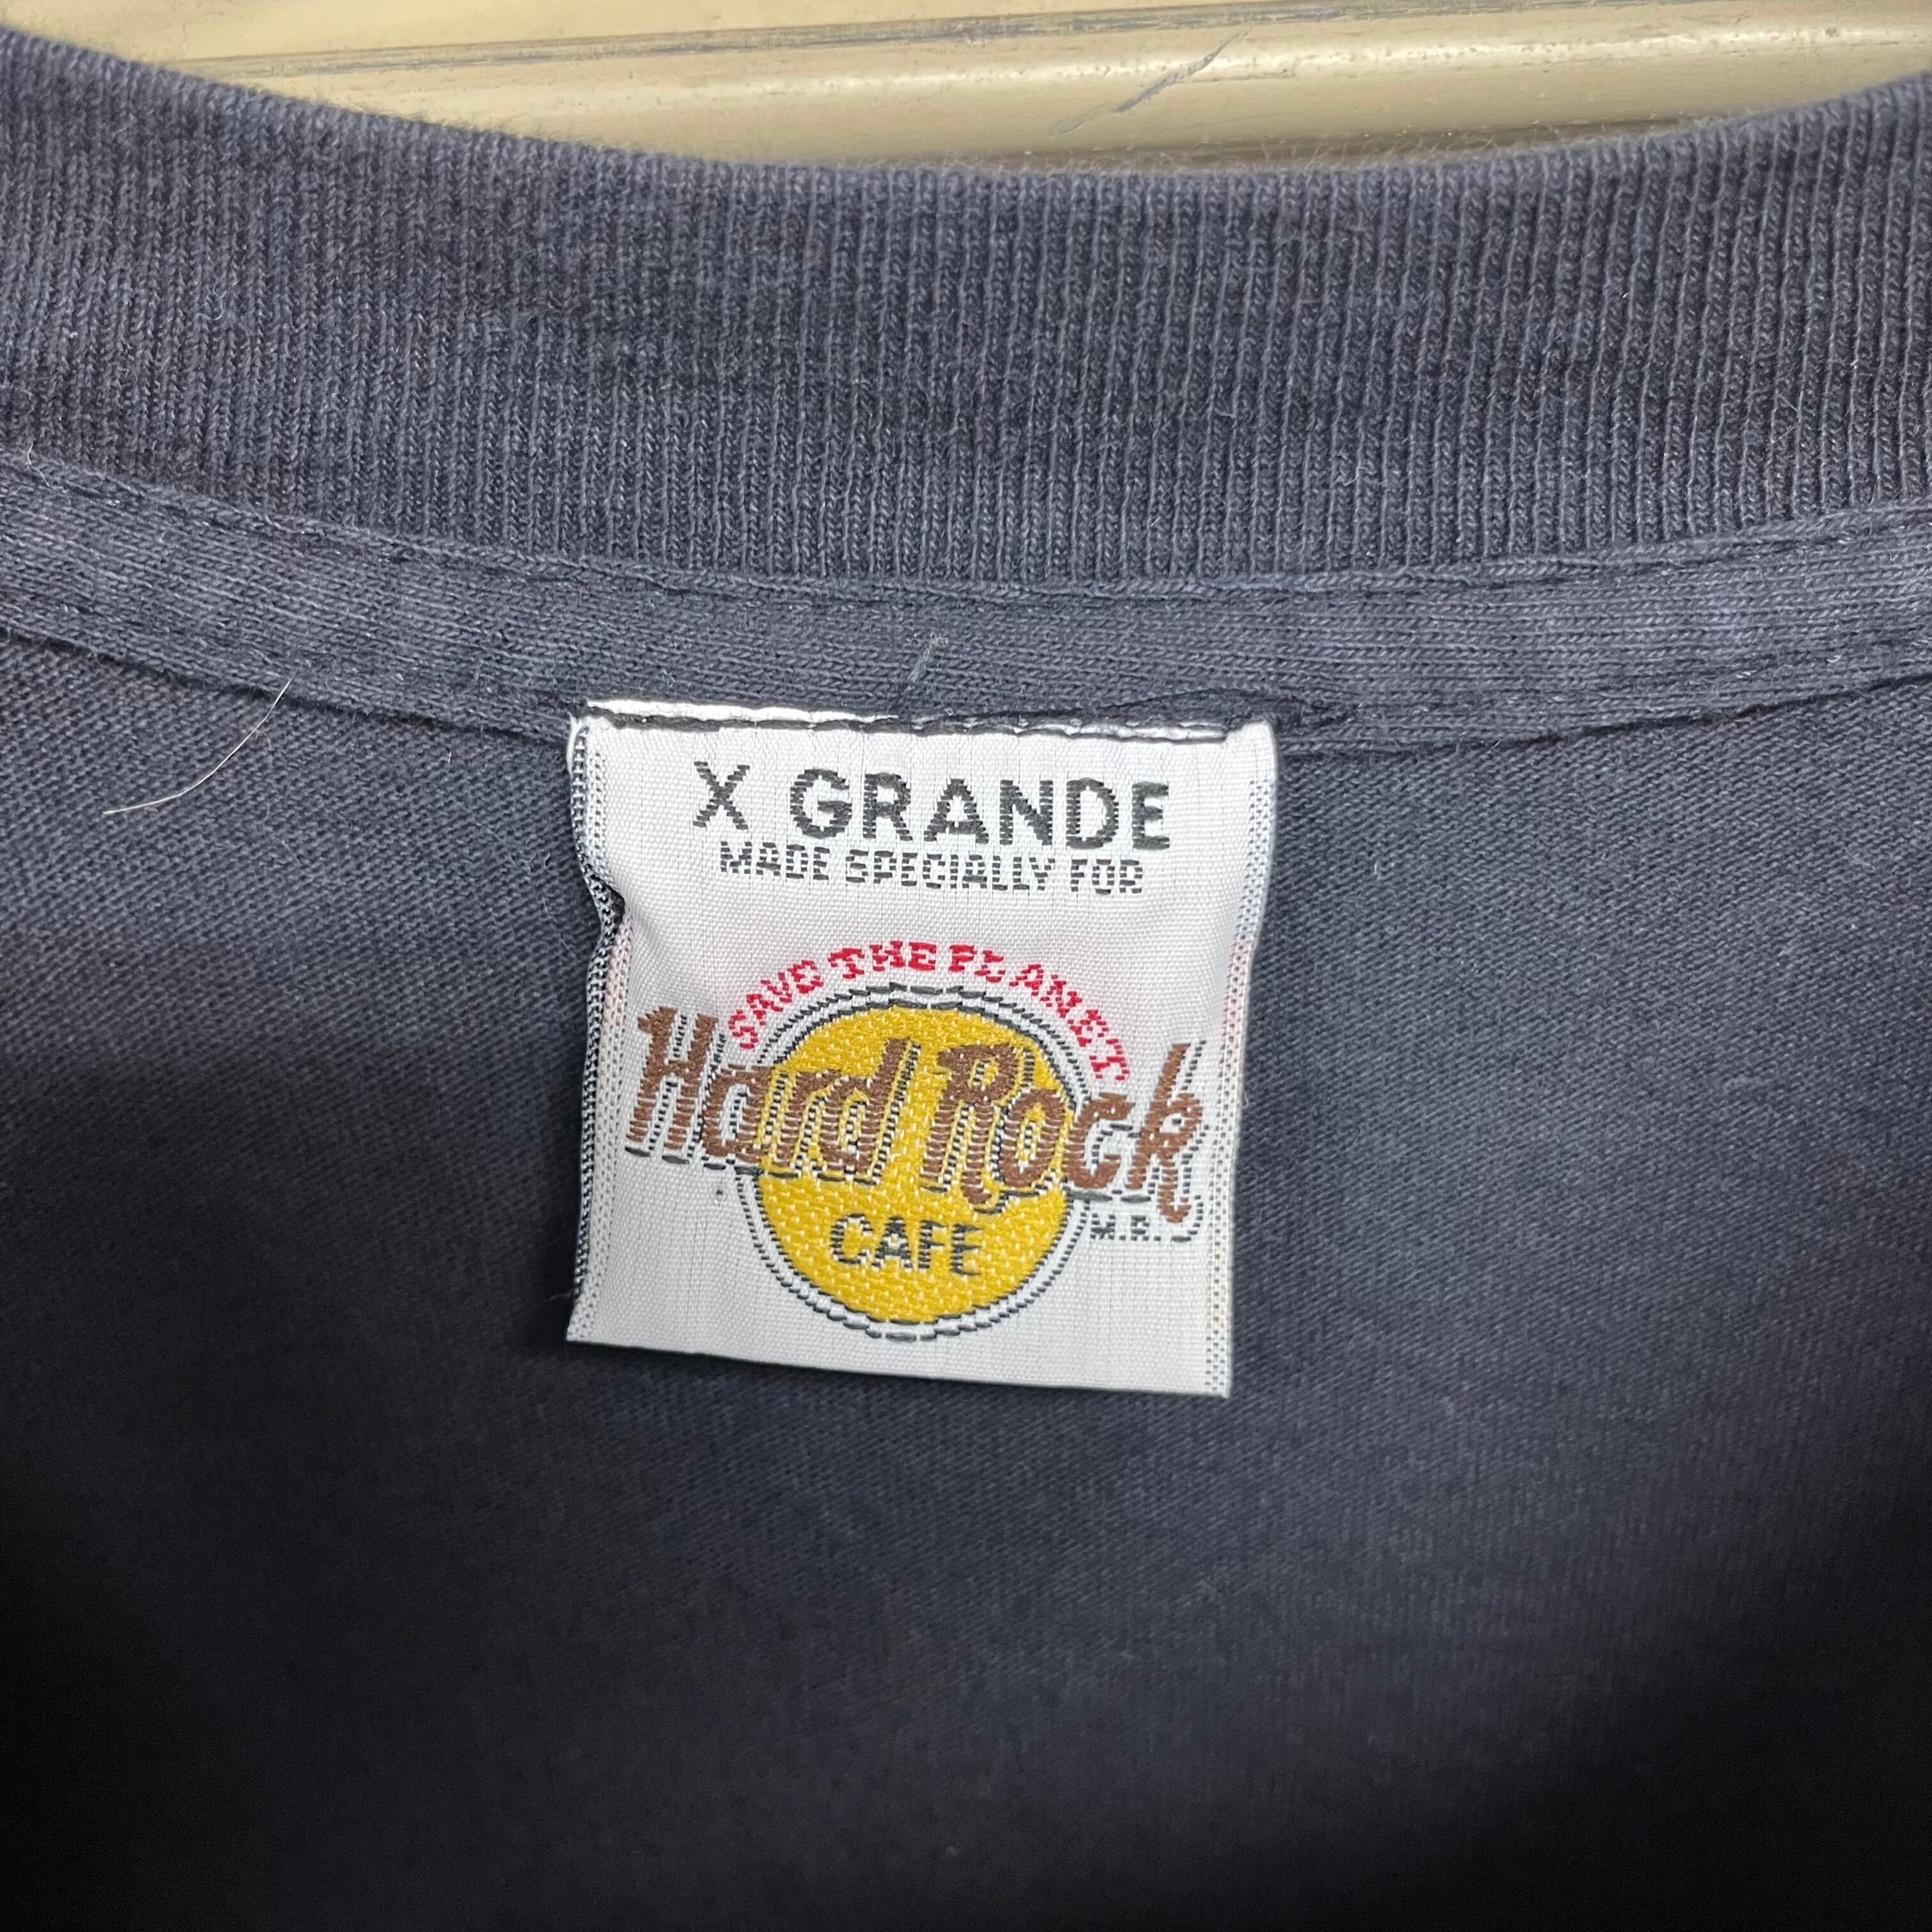 X GRANDE
MADE SPECIALLY FOR
SAVE THE PLANET
Hard Rock
CAFE
M.R.